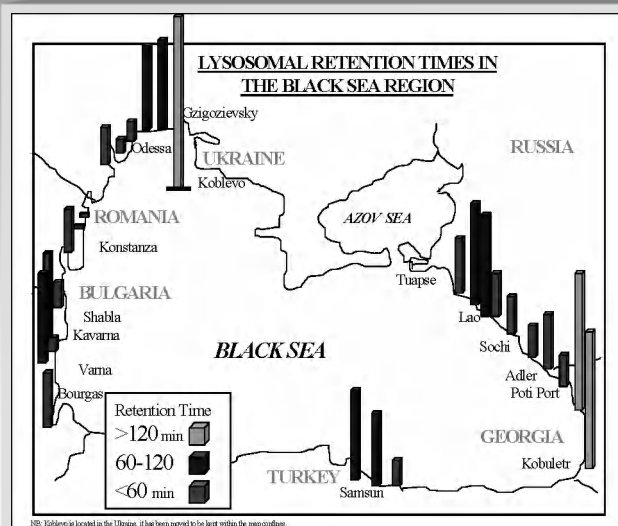 LYSOSOMAL RETENTION TIMES IN
THE BLACK SEA REGION
Gzigozievsky
Odessa
UKRAINE
RUSSIA
Koblevo
ROMANIA
AZOV SEA
Konstanza
Tuapse
BULGARIA
Shabla
Lao
Kavarna
Sochi
BLACK SEA
Varna
Adler
Bourgas
Poti Port
Retention Time
>120 min
60-120
<60 min
GEORGIA
Kobuletr
TURKEY
Samsun
NB: Koblevo is located in the Ukraine, it has been moved to be kept within the map confines.